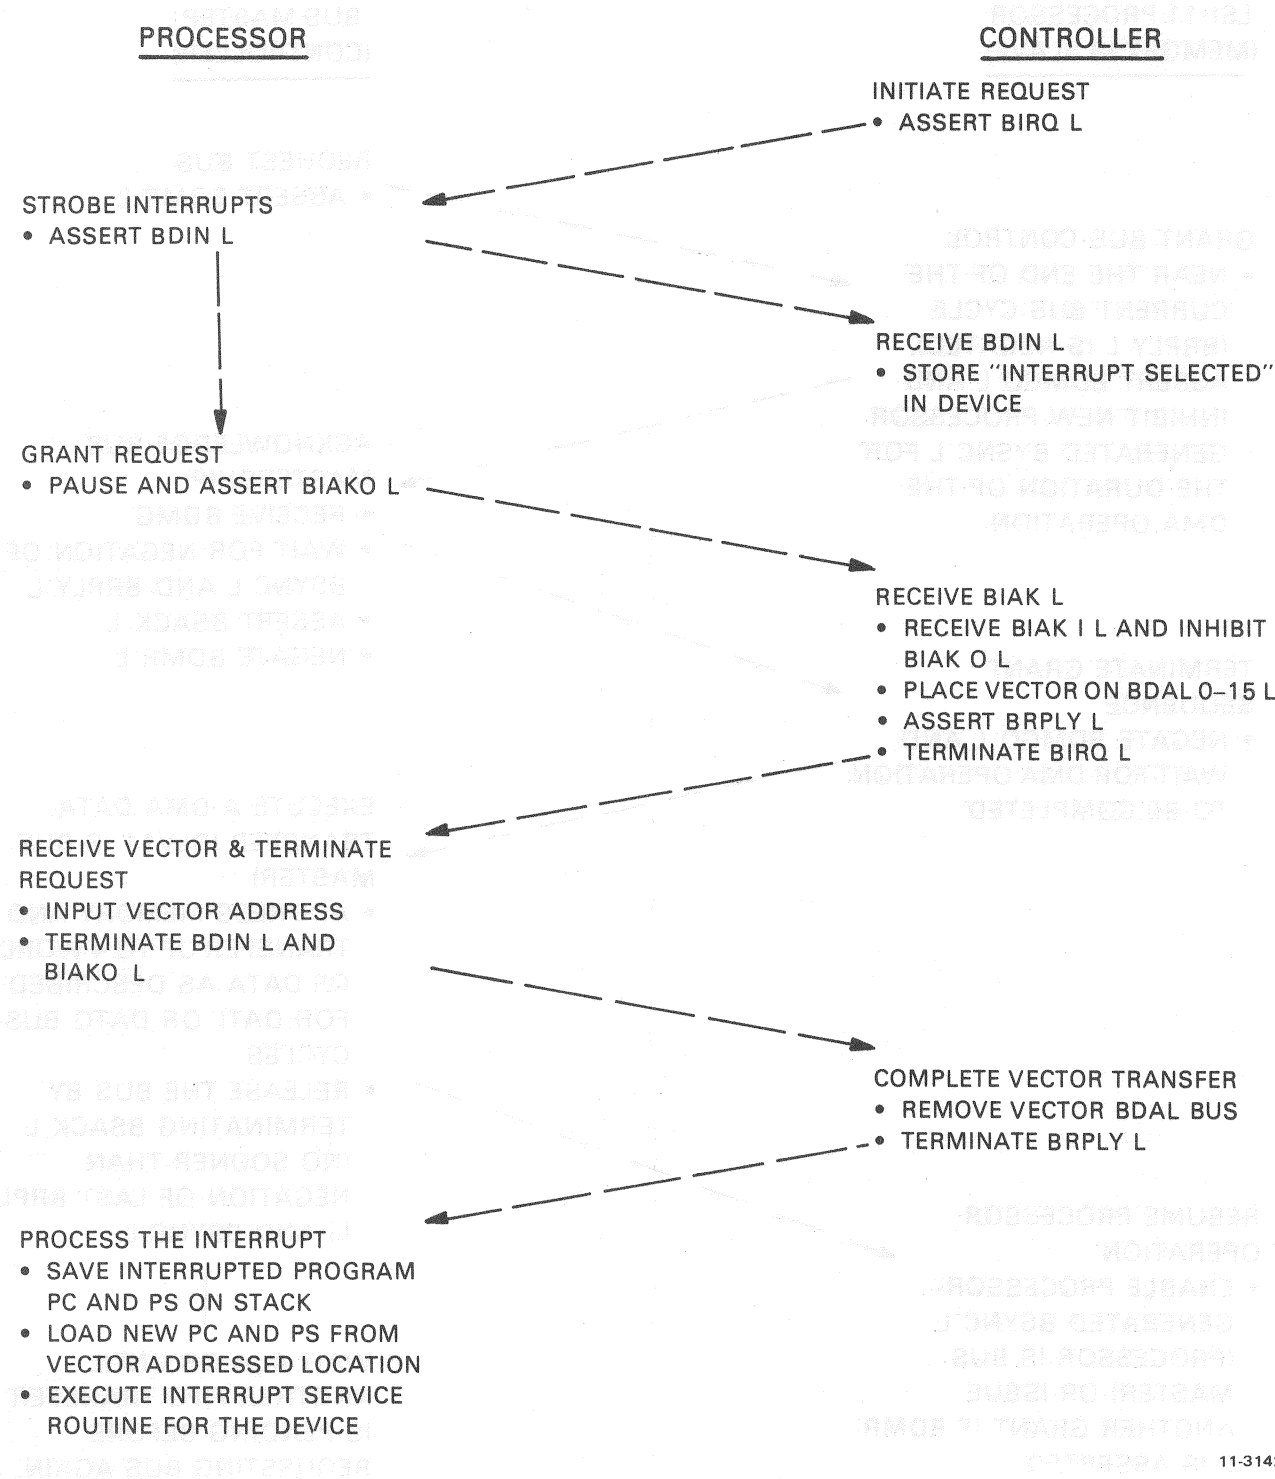 PROCESSOR
CONTROLLER
INITIATE REQUEST
• ASSERT BIRQ L
STROBE INTERRUPTS
• ASSERT BDIN L
RECEIVE BDIN L
• STORE "INTERRUPT SELECTED"
IN DEVICE
GRANT REQUEST
• PAUSE AND ASSERT BIAKO L
RECEIVE BIAK L
• RECEIVE BIAK I L AND INHIBIT
BIAK O L
• PLACE VECTOR ON BDAL 0–15 L
• ASSERT BRPLY L
• TERMINATE BIRQ L
RECEIVE VECTOR & TERMINATE
REQUEST
• INPUT VECTOR ADDRESS
• TERMINATE BDIN L AND
BIAKO L
COMPLETE VECTOR TRANSFER
• REMOVE VECTOR BDAL BUS
• TERMINATE BRPLY L
PROCESS THE INTERRUPT
• SAVE INTERRUPTED PROGRAM
PC AND PS ON STACK
• LOAD NEW PC AND PS FROM
VECTOR ADDRESSED LOCATION
• EXECUTE INTERRUPT SERVICE
ROUTINE FOR THE DEVICE